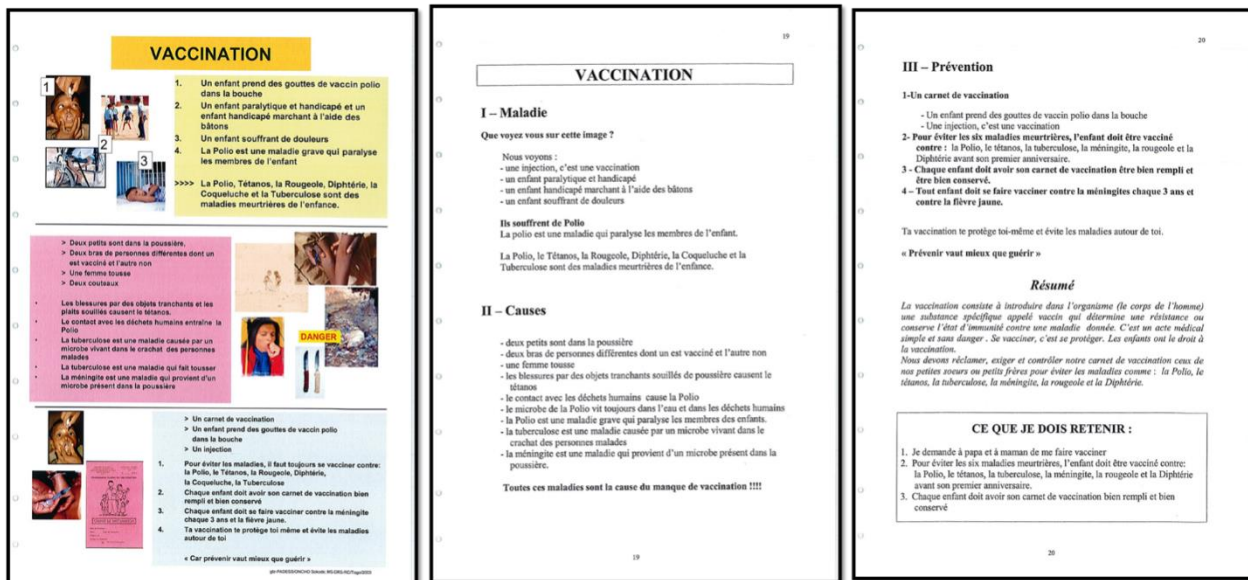 VACCINATION
1
2
3
1. Un enfant prend des gouttes de vaccin polio
dans la bouche
2. Un enfant paralytique et handicapé et un
enfant handicapé marchant à l'aide des
bâtons
3. Un enfant souffrant de douleurs
4. La Polio est une maladie grave qui paralyse
les membres de l'enfant
>>>> La Polio, Tétanos, la Rougeole, Diphtérie, la
Coqueluche et la Tuberculose sont des
maladies meurtrières de l'enfance.
> Deux petits sont dans la poussière,
> Deux bras de personnes différentes dont un
est vacciné et l'autre non
> Une femme tousse
> Deux couteaux
• Les blessures par des objets tranchants et les
plaits souillés causent le tétanos.
• Le contact avec les déchets humains entraîne la
Polio
• La tuberculose est une maladie causée par un
microbe vivant dans le crachat des personnes
malades
• La tuberculose est une maladie qui fait tousser
• La méningite est une maladie qui provient d'un
microbe présent dans la poussière
DANGER
> Un carnet de vaccination
> Un enfant prend des gouttes de vaccin polio
dans la bouche
> Un injection
1. Pour éviter les maladies, il faut toujours se vacciner contre:
la Polio, le Tétanos, la Rougeole, Diphtérie,
la Coqueluche, la Tuberculose
2. Chaque enfant doit avoir son carnet de vaccination bien
rempli et bien conservé
3. Chaque enfant doit se faire vacciner contre la méningite
chaque 3 ans et la fièvre jaune.
4. Ta vaccination te protège toi même et évite les maladies
autour de toi
« Car prévenir vaut mieux que guérir »
19
VACCINATION
I – Maladie
Que voyez vous sur cette image ?
Nous voyons :
- une injection, c'est une vaccination
- un enfant paralytique et handicapé
- un enfant handicapé marchant à l'aide des bâtons
- un enfant souffrant de douleurs
Ils souffrent de Polio
La polio est une maladie qui paralyse les membres de l'enfant.
La Polio, le Tétanos, la Rougeole, Diphtérie, la Coqueluche et la
Tuberculose sont des maladies meurtrières de l'enfance.
II – Causes
- deux petits sont dans la poussière
- deux bras de personnes différentes dont un est vacciné et l'autre non
- une femme tousse
- les blessures par des objets tranchants souillés de poussière causent le
tétanos
- le contact avec les déchets humains cause la Polio
- le microbe de la Polio vit toujours dans l'eau et dans les déchets humains
- la Polio est une maladie grave qui paralyse les membres des enfants.
- la tuberculose est une maladie causée par un microbe vivant dans le
crachat des personnes malades
- la méningite est une maladie qui provient d'un microbe présent dans la
poussière.
Toutes ces maladies sont la cause du manque de vaccination !!!!
19
20
III – Prévention
1-Un carnet de vaccination
- Un enfant prend des gouttes de vaccin polio dans la bouche
- Une injection, c'est une vaccination
2- Pour éviter les six maladies meurtrières, l'enfant doit être vacciné
contre : la Polio, le tétanos, la tuberculose, la méningite, la rougeole et la
Diphtérie avant son premier anniversaire.
3 - Chaque enfant doit avoir son carnet de vaccination être bien rempli et
être bien conservé.
4 – Tout enfant doit se faire vacciner contre la méningites chaque 3 ans et
contre la fièvre jaune.
Ta vaccination te protège toi-même et évite les maladies autour de toi.
« Prévenir vaut mieux que guérir »
Résumé
La vaccination consiste à introduire dans l'organisme (le corps de l'homme)
une substance spécifique appelé vaccin qui détermine une résistance ou
conserve l'état d'immunité contre une maladie donnée. C'est un acte médical
simple et sans danger . Se vacciner, c'est se protéger. Les enfants ont le droit à
la vaccination.
Nous devons réclamer, exiger et contrôler notre carnet de vaccination ceux de
nos petites soeurs ou petits frères pour éviter les maladies comme : la Polio, le
tétanos, la tuberculose, la méningite, la rougeole et la Diphtérie.
CE QUE JE DOIS RETENIR :
1. Je demande à papa et à maman de me faire vacciner
2. Pour éviter les six maladies meurtrières, l'enfant doit être vacciné contre:
la Polio, le tétanos, la tuberculose, la méningite, la rougeole et la Diphtérie
avant son premier anniversaire.
3. Chaque enfant doit avoir son carnet de vaccination bien rempli et bien
conservé
20